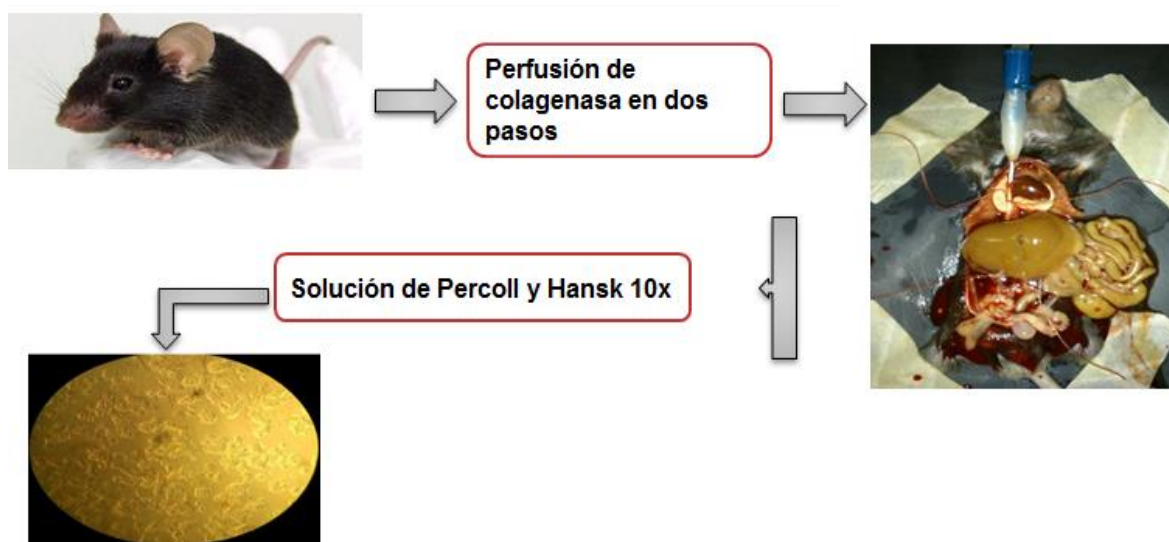 Perfusión de
colagenasa en dos
pasos
Solución de Percoll y Hansk 10x